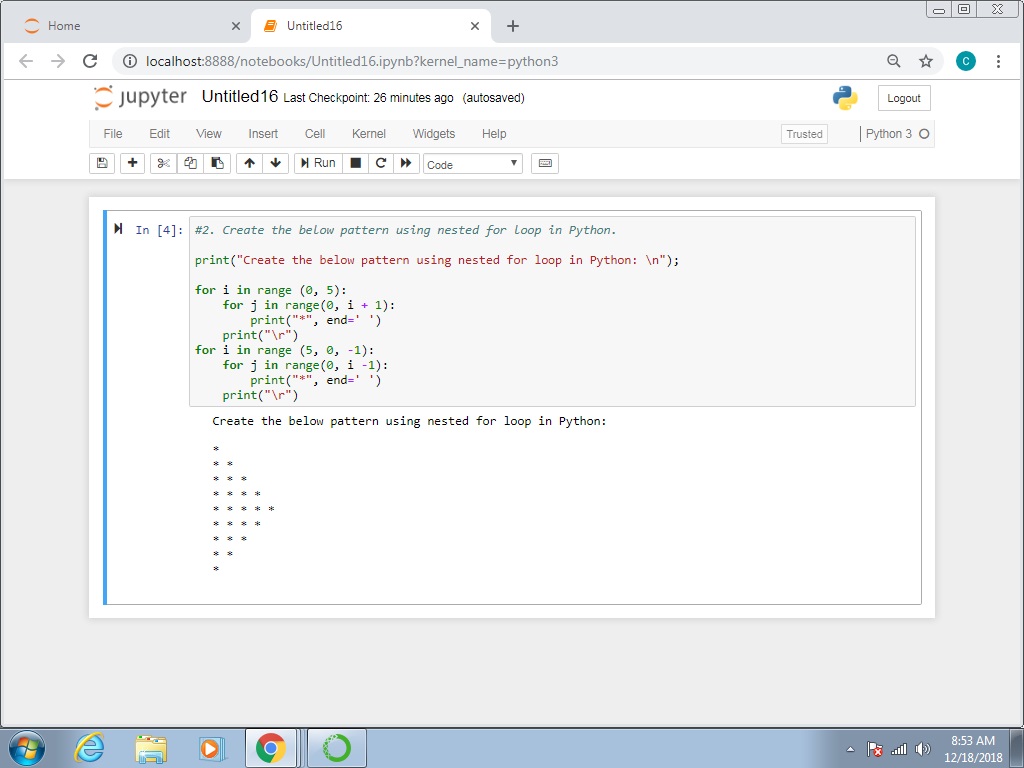 Home
Untitled16
localhost:8888/notebooks/Untitled16.ipynb?kernel_name=python3
C
jupyter Untitled16 Last Checkpoint: 26 minutes ago (autosaved)
Logout
File Edit View Insert Cell Kernel Widgets Help
Trusted
Python 3
Run
Code
In [4]:
#2. Create the below pattern using nested for loop in Python.
print("Create the below pattern using nested for loop in Python: \n");
for i in range (0, 5):
    for j in range(0, i + 1):
        print("*", end=' ')
    print("\r")
for i in range (5, 0, -1):
    for j in range(0, i -1):
        print("*", end=' ')
    print("\r")
Create the below pattern using nested for loop in Python:
*
* *
* * *
* * * *
* * * * *
* * * *
* * *
* *
*
8:53 AM
12/18/2018